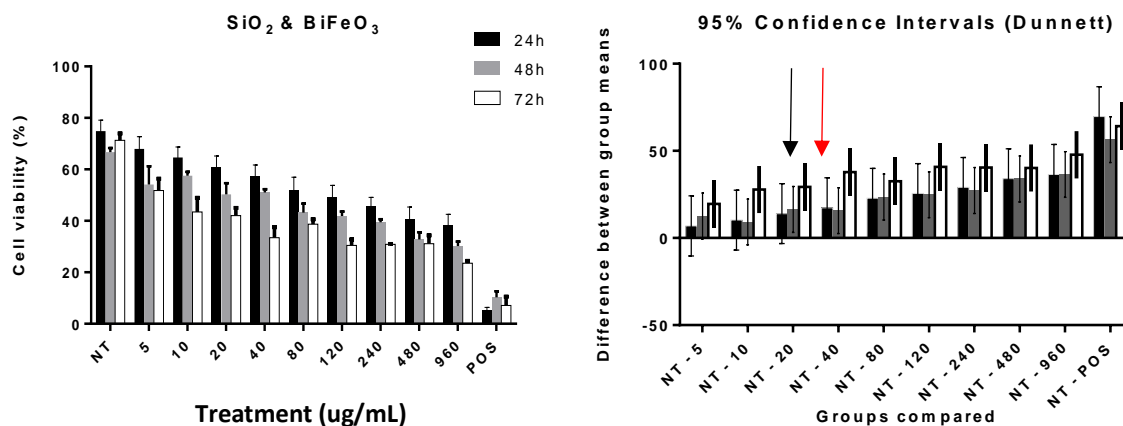 SiO₂ & BiFeO₃
24h
48h
72h
Cell viability (%)
100
80
60
40
20
0
NT
5
10
20
40
80
120
240
480
960
POS
Treatment (ug/mL)
95% Confidence Intervals (Dunnett)
Difference between group means
100
50
0
-50
NT - 5
NT - 10
NT - 20
NT - 40
NT - 80
NT - 120
NT - 240
NT - 480
NT - 960
NT - POS
Groups compared